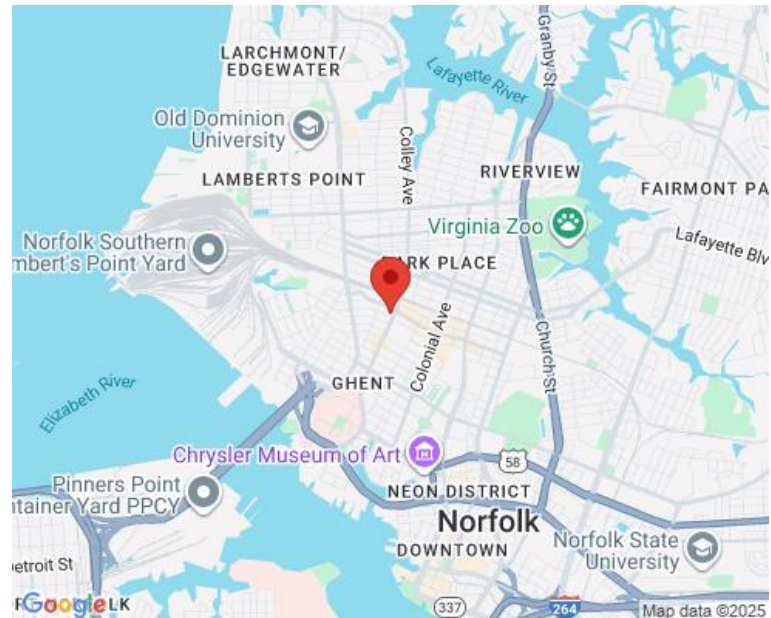 LARCHMONT/
EDGEWATER
Granby St
Lafayette River
Old Dominion
University
Colley Ave
LAMBERTS POINT
RIVERVIEW
FAIRMONT PA
Virginia Zoo
Lafayette Blv
Norfolk Southern
mbert's Point Yard
PARK PLACE
Church St
Colonial Ave
GHENT
Elizabeth River
Chrysler Museum of Art
58
Pinners Point
ntainer Yard PPCY
NEON DISTRICT
Norfolk
DOWNTOWN
Norfolk State
University
etroit St
Google
LK
337
264
Map data ©2025